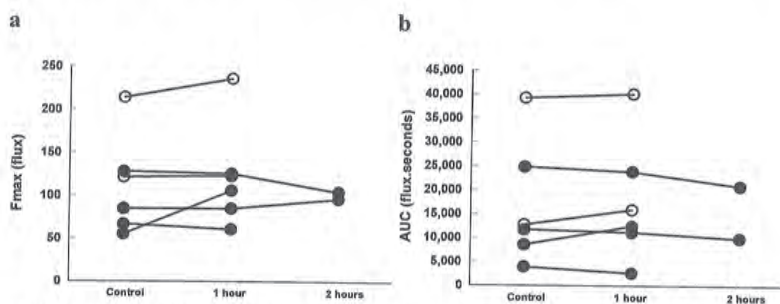 a
Fmax (flux)
250
200
150
100
50
0
Control
1 hour
2 hours
b
AUC (flux.seconds)
45,000
40,000
35,000
30,000
25,000
20,000
15,000
10,000
5,000
0
Control
1 hour
2 hours